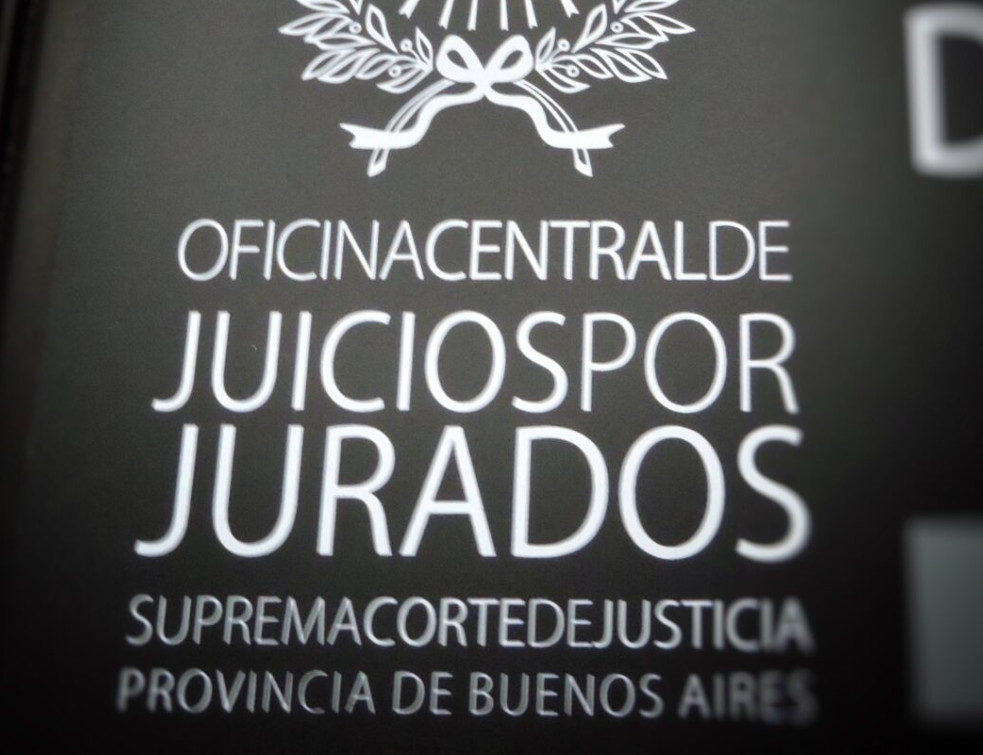 OFICINACENTRALDE
JUICIOSPOR
JURADOS
SUPREMACORTEDEJUSTICIA
PROVINCIA DE BUENOS AIRES
D